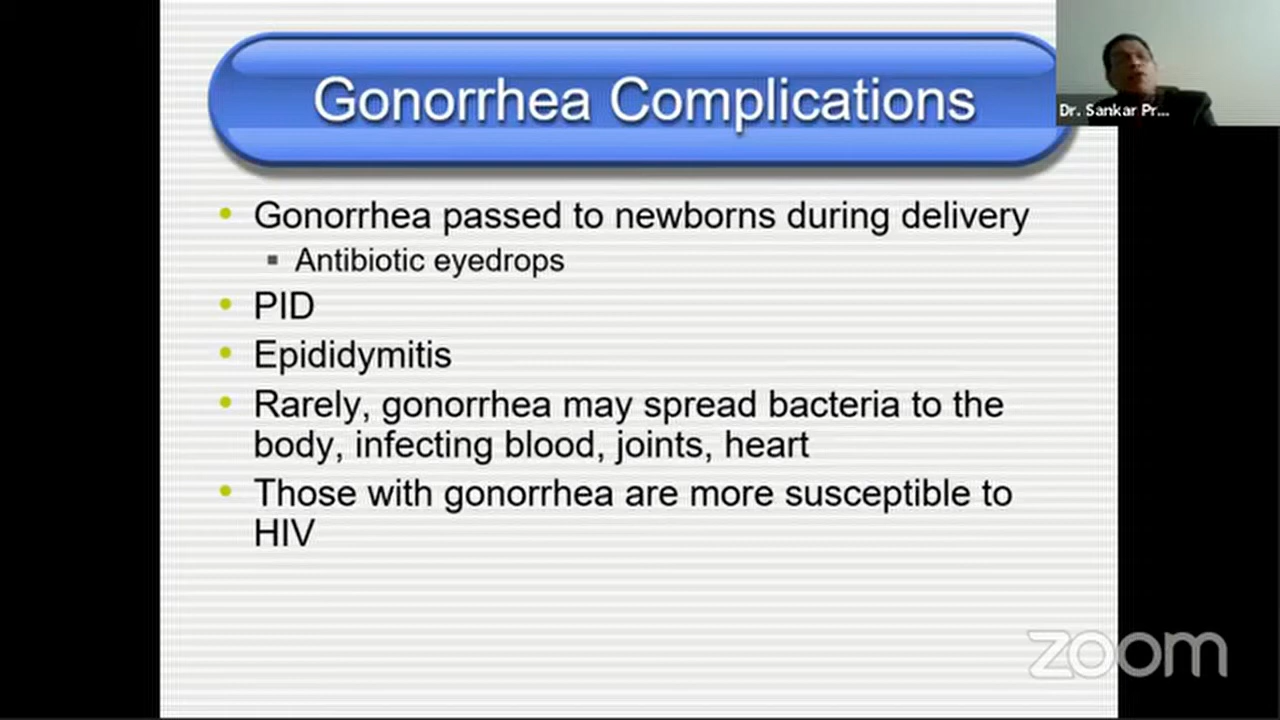 Gonorrhea Complications
Dr. Sankar Pr...
• Gonorrhea passed to newborns during delivery
▪ Antibiotic eyedrops
• PID
• Epididymitis
• Rarely, gonorrhea may spread bacteria to the
body, infecting blood, joints, heart
• Those with gonorrhea are more susceptible to
HIV
zoom